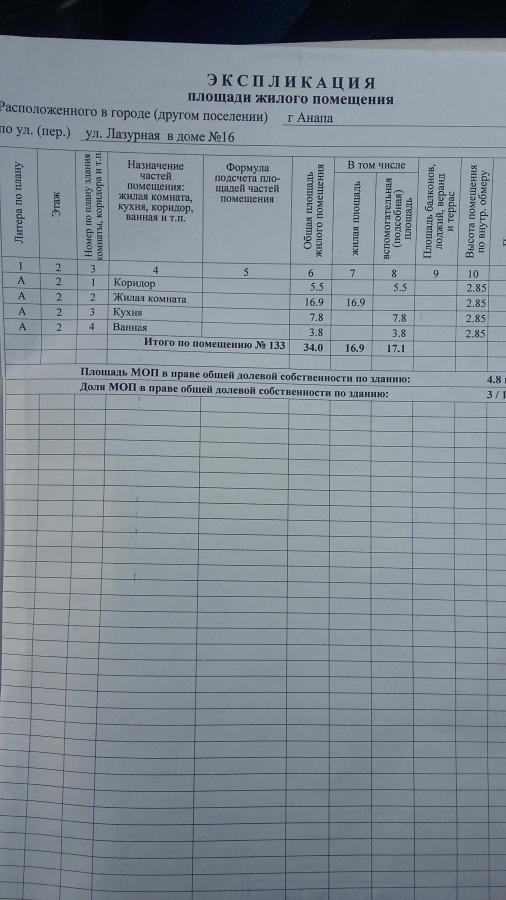 ЭКСПЛИКАЦИЯ
площади жилого помещения
Расположенного в городе (другом поселении) г Анапа
по ул. (пер.) ул. Лазурная в доме №16
Литера по плану
Этаж
Номер по плану здания
комнаты, коридора и т.п.
Назначение
частей
помещения:
жилая комната,
кухня, коридор,
ванная и т.п.
Формула
подсчета пло-
щадей частей
помещения
Общая площадь
жилого помещения
В том числе
жилая площадь
вспомогательная
(подсобная)
площадь
Площадь балконов,
лоджий, веранд
и террас
Высота помещения
по внутр. обмеру
1 2 3 4 5 6 7 8 9 10
А 2 1 Коридор 5.5 5.5 2.85
А 2 2 Жилая комната 16.9 16.9 2.85
А 2 3 Кухня 7.8 7.8 2.85
А 2 4 Ванная 3.8 3.8 2.85
Итого по помещению № 133 34.0 16.9 17.1
Площадь МОП в праве общей долевой собственности по зданию: 4.8
Доля МОП в праве общей долевой собственности по зданию: 3 / 1